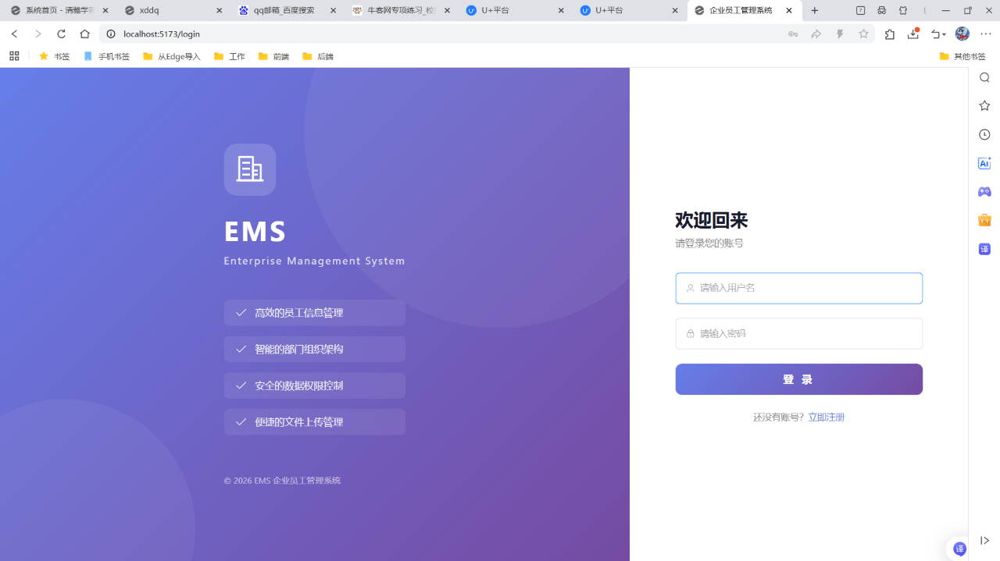 系统首页 - 清雅学苑
xddq
qq邮箱_百度搜索
牛客网专项练习_校
U+平台
U+平台
企业员工管理系统
localhost:5173/login
书签
手机书签
从Edge导入
工作
前端
后端
其他书签
EMS
Enterprise Management System
高效的员工信息管理
智能的部门组织架构
安全的数据权限控制
便捷的文件上传管理
© 2026 EMS 企业员工管理系统
欢迎回来
请登录您的账号
请输入用户名
请输入密码
登 录
还没有账号? 立即注册
AI
译
译